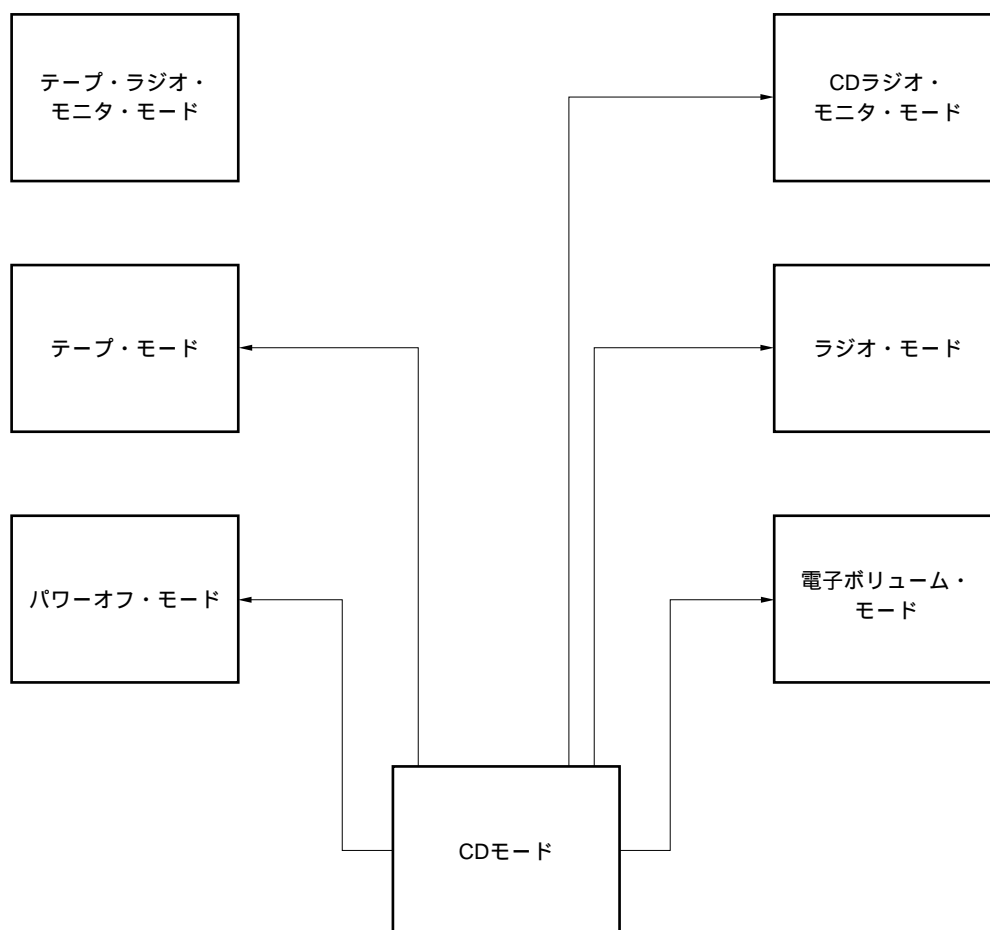 テープ・ラジオ・
モニタ・モード
CDラジオ・
モニタ・モード
テープ・モード
ラジオ・モード
パワーオフ・モード
電子ボリューム・
モード
CDモード